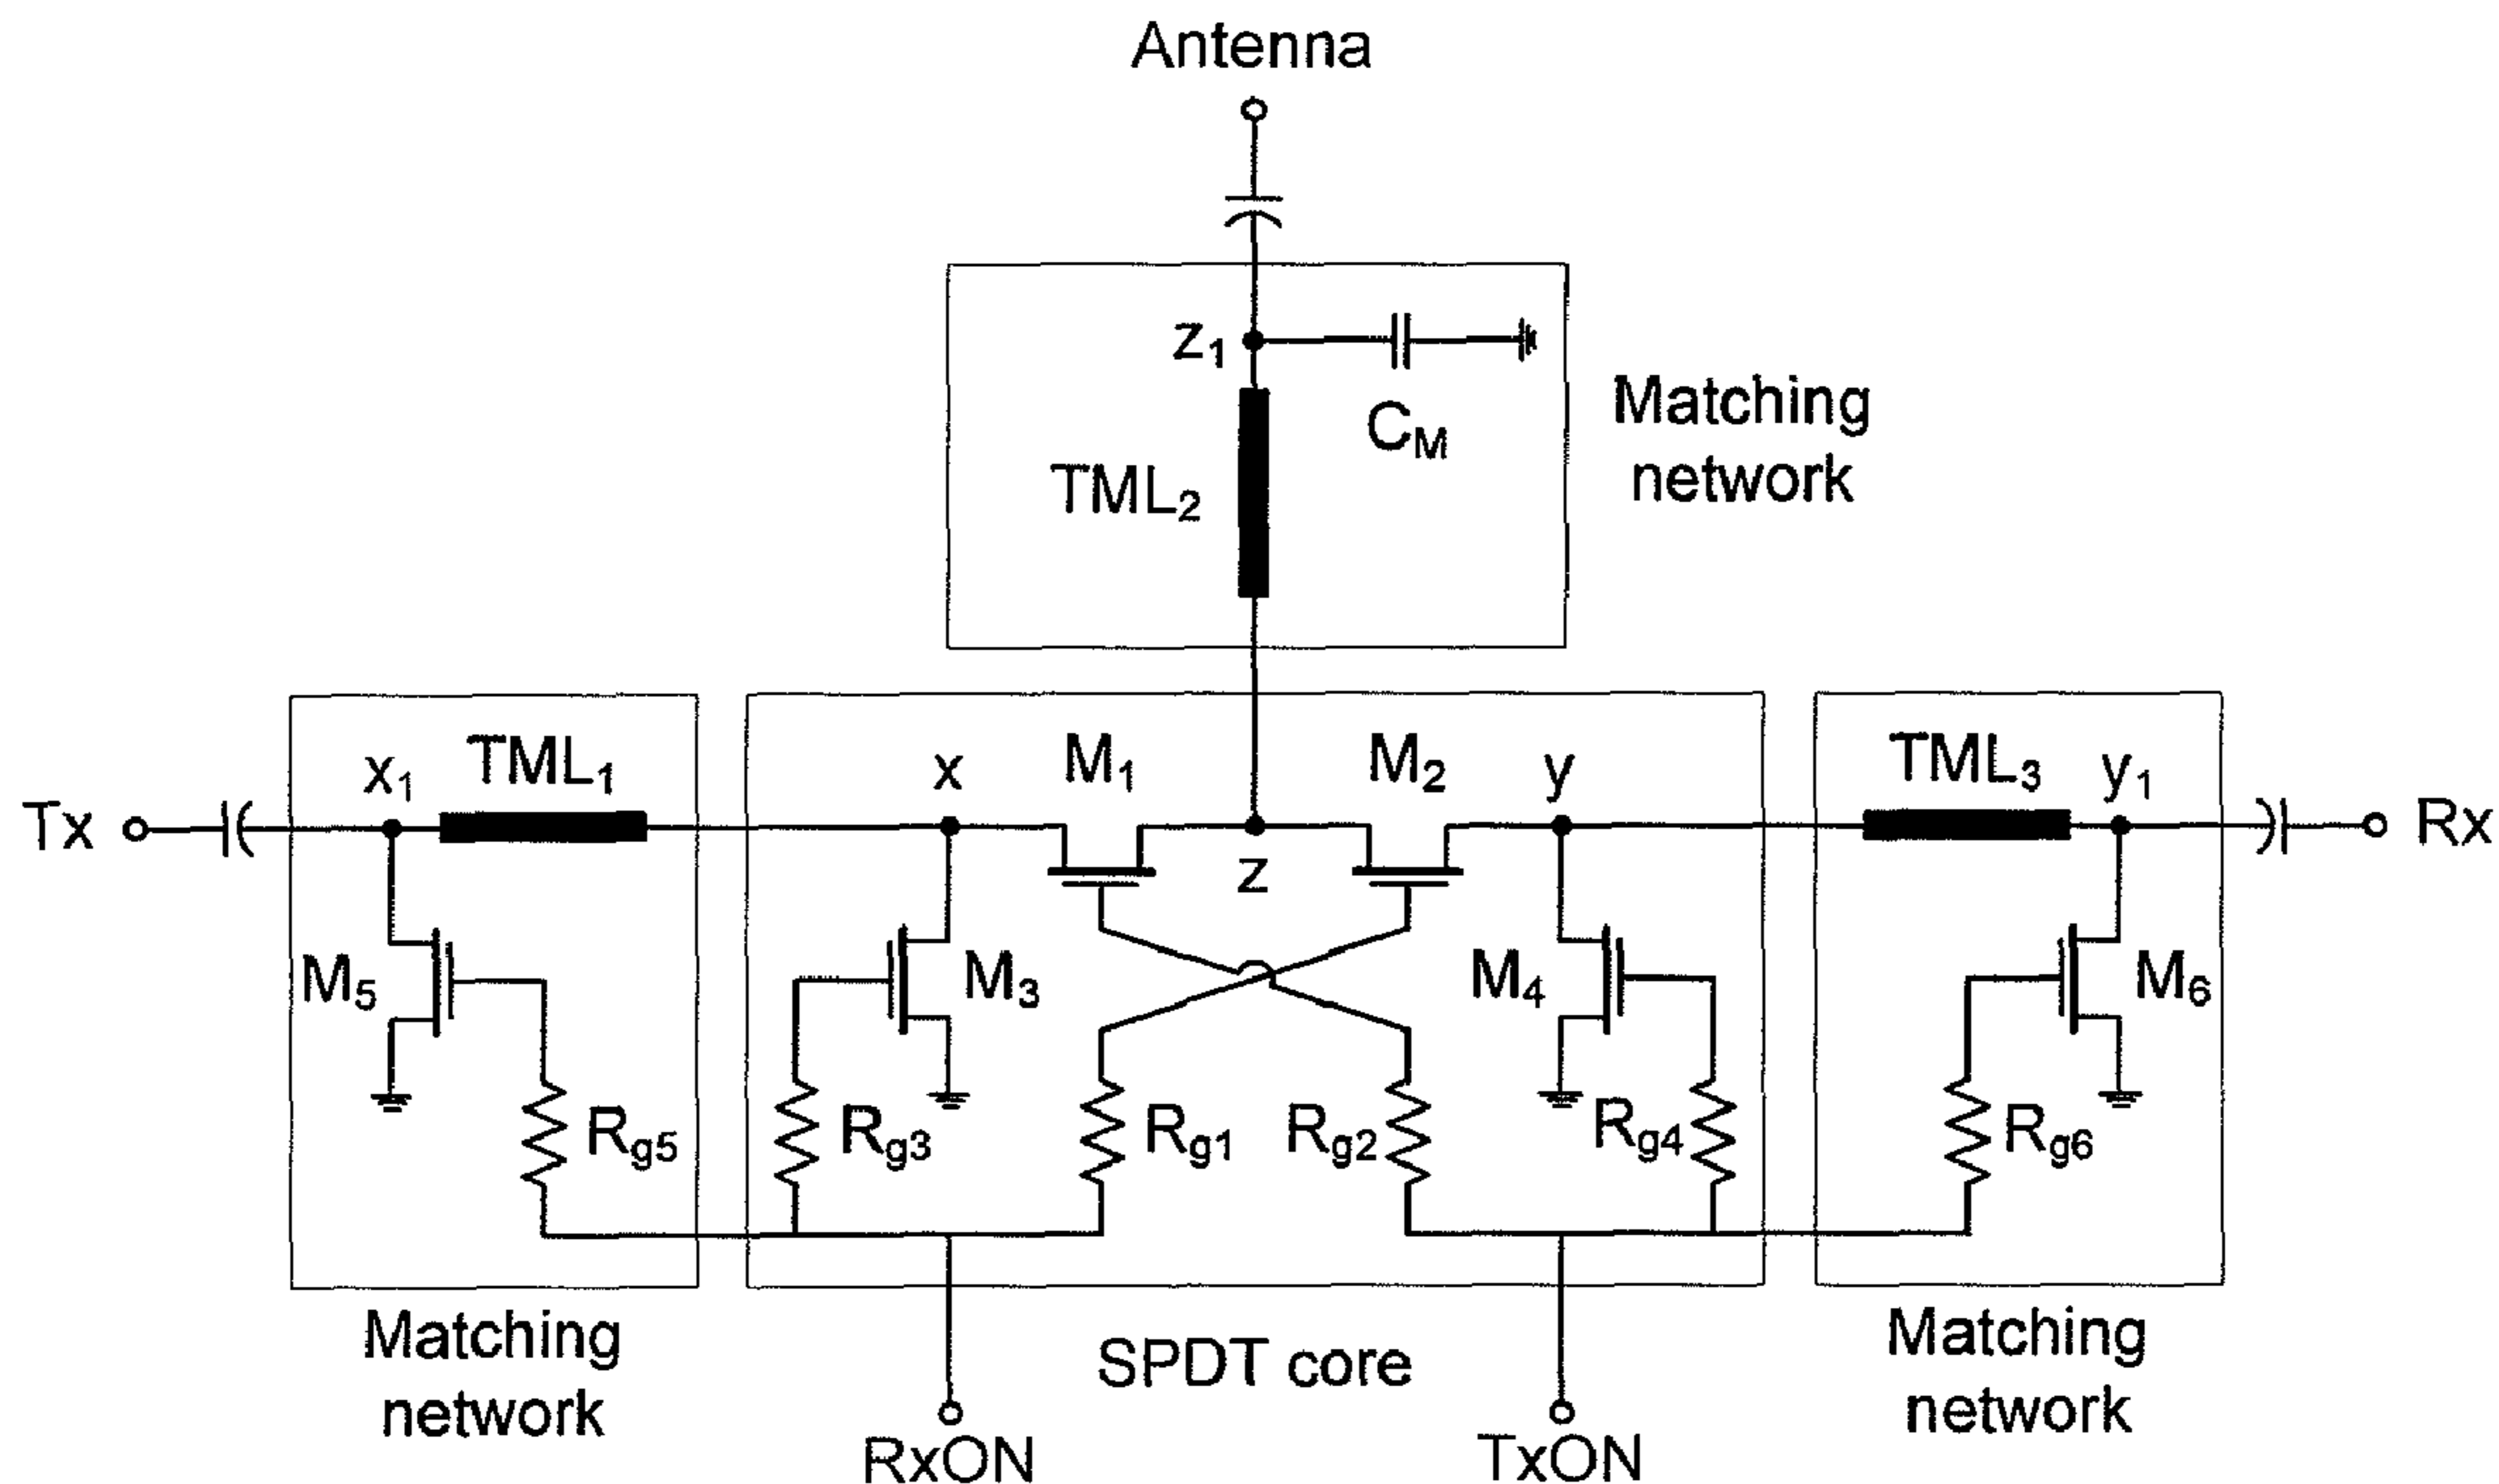 Antenna
z1
CM
TML2
Matching
network
Tx
x1
TML1
x
M1
z
M2
y
TML3
y1
Rx
M5
M3
M4
M6
Rg5
Rg3
Rg1
Rg2
Rg4
Rg6
Matching
network
SPDT core
Matching
network
RxON
TxON